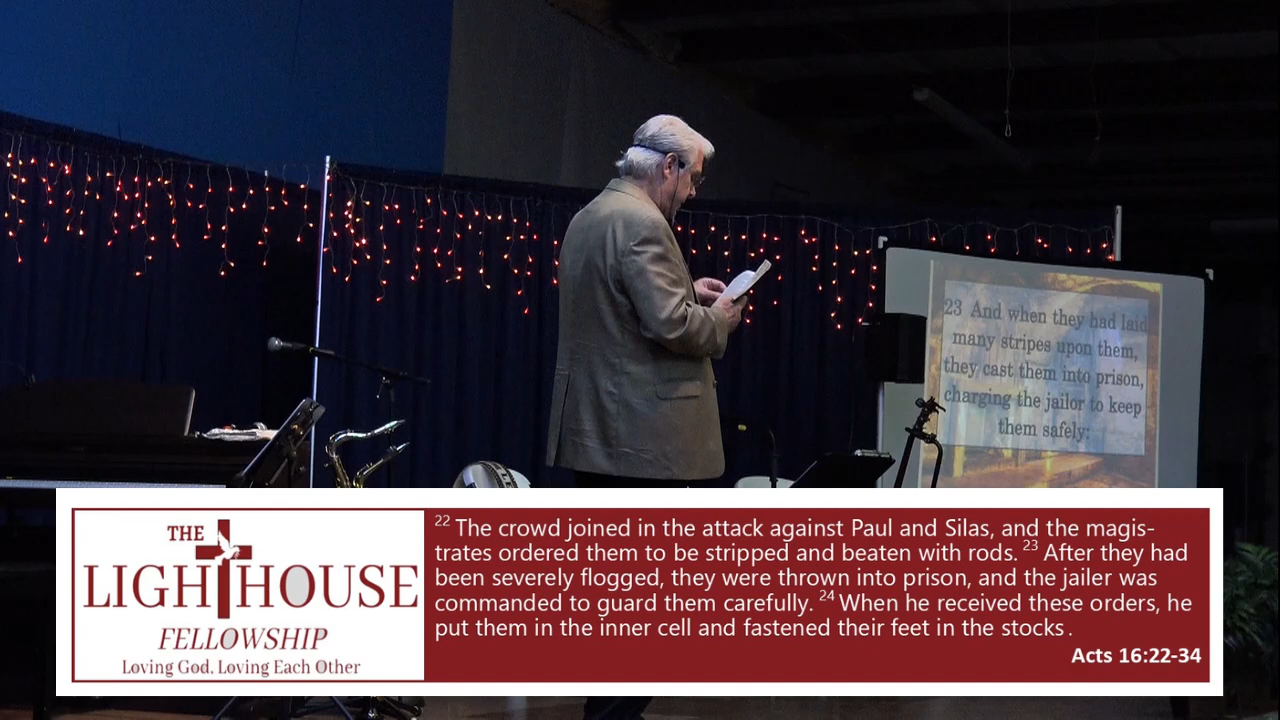 23 And when they had laid
many stripes upon them,
they cast them into prison,
charging the jailor to keep
them safely:
THE
LIGHTHOUSE
FELLOWSHIP
Loving God, Loving Each Other
22 The crowd joined in the attack against Paul and Silas, and the magis-
trates ordered them to be stripped and beaten with rods. 23 After they had
been severely flogged, they were thrown into prison, and the jailer was
commanded to guard them carefully. 24 When he received these orders, he
put them in the inner cell and fastened their feet in the stocks.
Acts 16:22-34